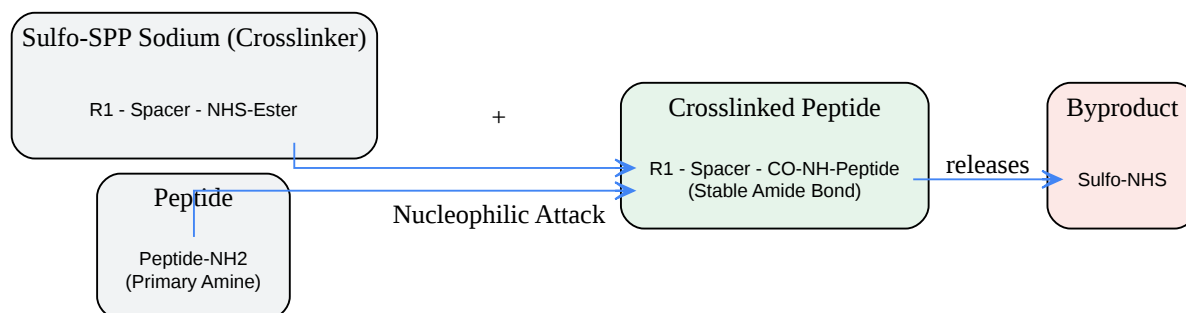 Sulfo-SPP Sodium (Crosslinker)
R1 - Spacer - NHS-Ester
+
Peptide
Peptide-NH2
(Primary Amine)
Nucleophilic Attack
Crosslinked Peptide
R1 - Spacer - CO-NH-Peptide
(Stable Amide Bond)
releases
Byproduct
Sulfo-NHS